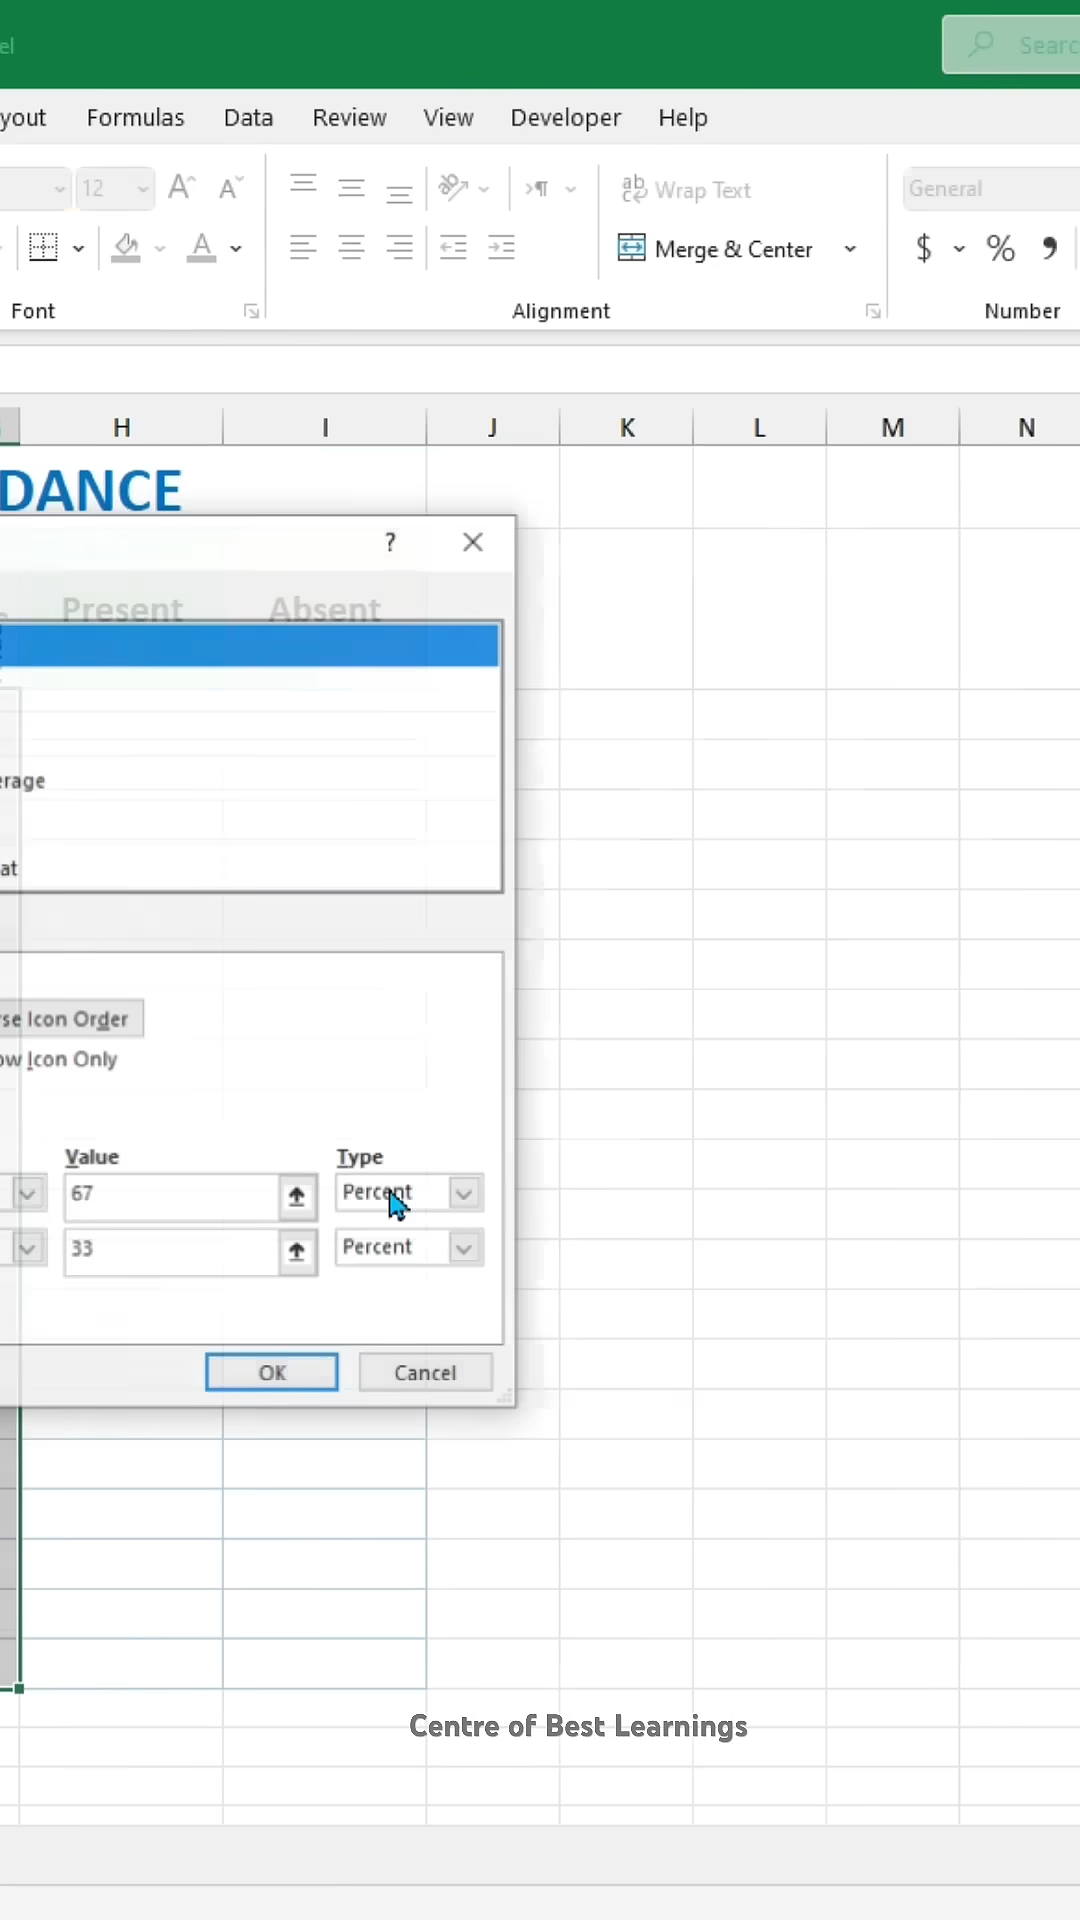 el
Searc
yout Formulas Data Review View Developer Help
12 A A General
ab Wrap Text
A Merge & Center $ %
Font Alignment Number
H I J K L M N
DANCE
?
Present Absent
erage
at
rse Icon Order
ow Icon Only
Value Type
67 Percent
33 Percent
OK Cancel
Centre of Best Learnings